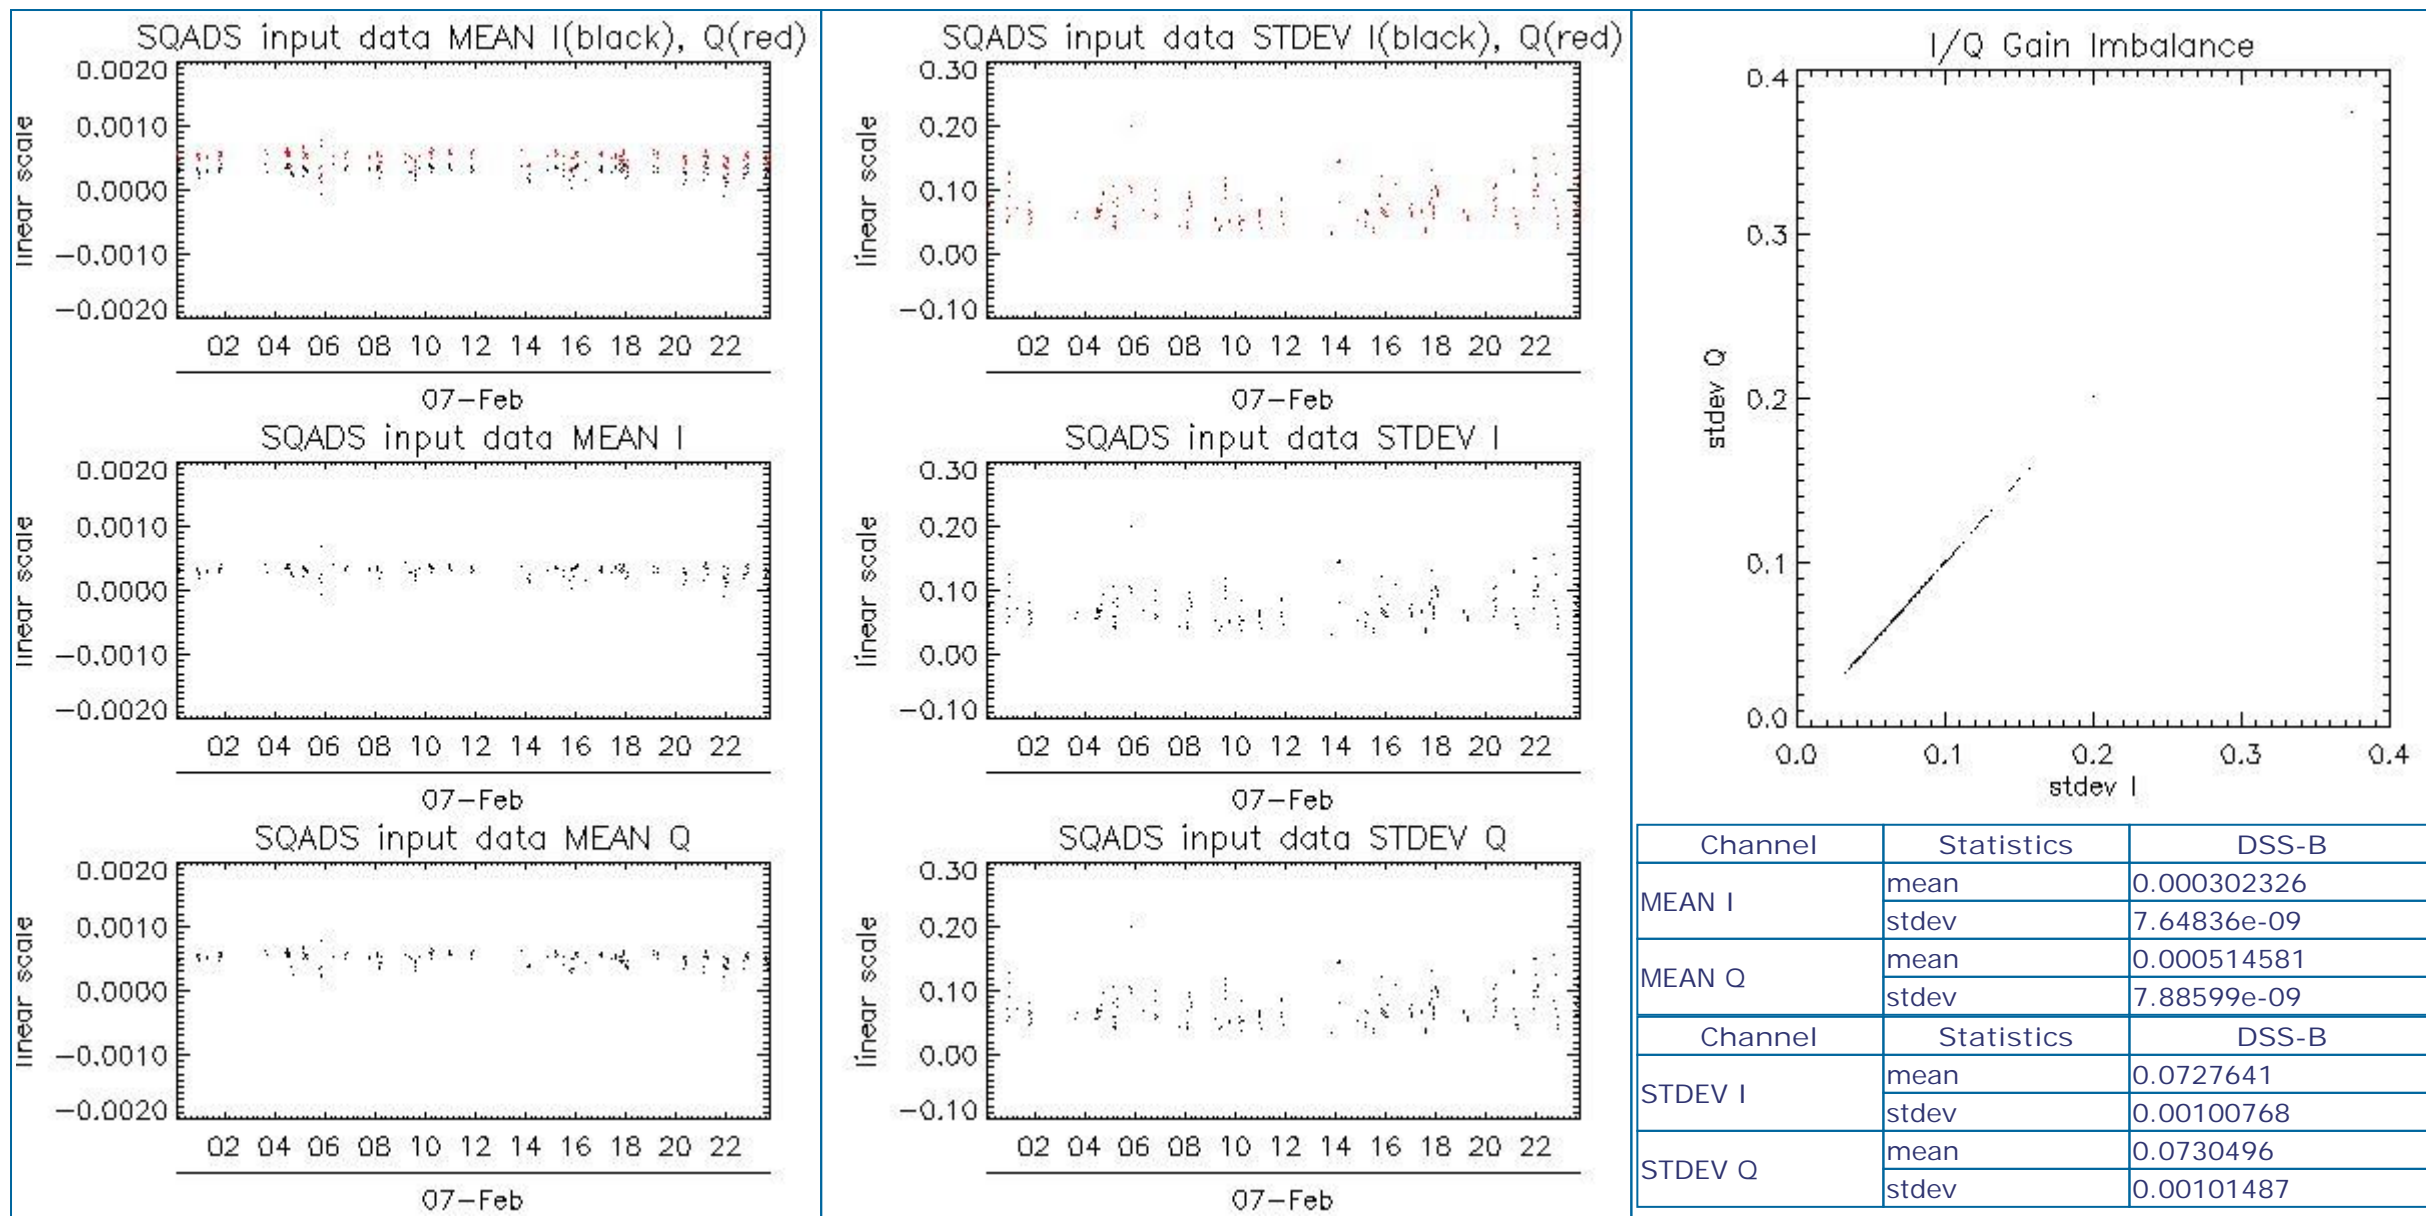 SQADS input data MEAN I(black), Q(red)
linear scale
0.0020
0.0010
0.0000
-0.0010
-0.0020
02 04 06 08 10 12 14 16 18 20 22
07-Feb
SQADS input data MEAN I
linear scale
0.0020
0.0010
0.0000
-0.0010
-0.0020
02 04 06 08 10 12 14 16 18 20 22
07-Feb
SQADS input data MEAN Q
linear scale
0.0020
0.0010
0.0000
-0.0010
-0.0020
02 04 06 08 10 12 14 16 18 20 22
07-Feb
SQADS input data STDEV I(black), Q(red)
linear scale
0.30
0.20
0.10
0.00
-0.10
02 04 06 08 10 12 14 16 18 20 22
07-Feb
SQADS input data STDEV I
linear scale
0.30
0.20
0.10
0.00
-0.10
02 04 06 08 10 12 14 16 18 20 22
07-Feb
SQADS input data STDEV Q
linear scale
0.30
0.20
0.10
0.00
-0.10
02 04 06 08 10 12 14 16 18 20 22
07-Feb
I/Q Gain Imbalance
stdev Q
0.4
0.3
0.2
0.1
0.0
0.0 0.1 0.2 0.3 0.4
stdev I
Channel Statistics DSS-B
MEAN I mean 0.000302326
stdev 7.64836e-09
MEAN Q mean 0.000514581
stdev 7.88599e-09
Channel Statistics DSS-B
STDEV I mean 0.0727641
stdev 0.00100768
STDEV Q mean 0.0730496
stdev 0.00101487